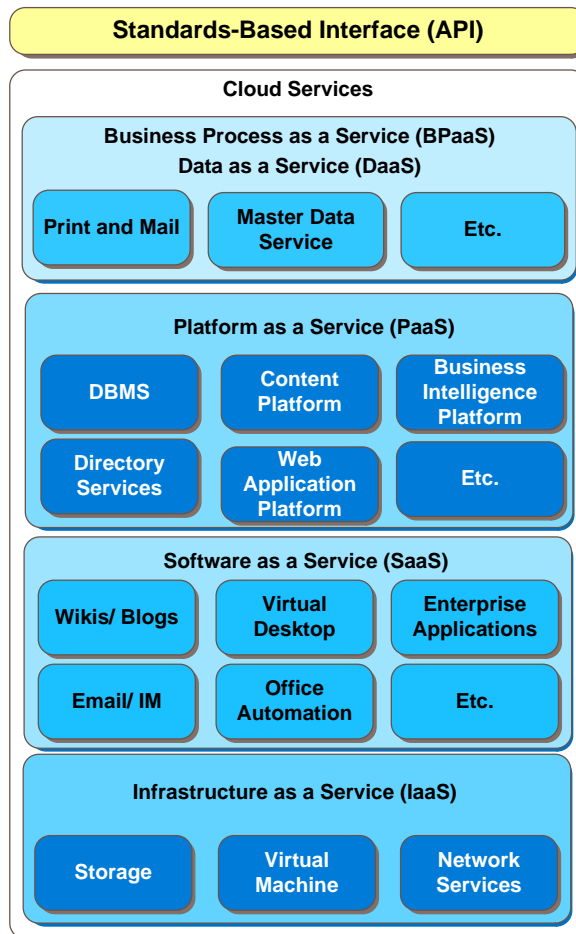 Standards-Based Interface (API)
Cloud Services
Business Process as a Service (BPaaS)
Data as a Service (DaaS)
Print and Mail
Master Data
Service
Etc.
Platform as a Service (PaaS)
DBMS
Content
Platform
Business
Intelligence
Platform
Directory
Services
Web
Application
Platform
Etc.
Software as a Service (SaaS)
Wikis/ Blogs
Virtual
Desktop
Enterprise
Applications
Email/ IM
Office
Automation
Etc.
Infrastructure as a Service (IaaS)
Storage
Virtual
Machine
Network
Services